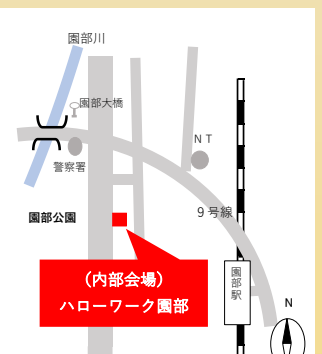 園部川
園部大橋
NT
警察署
園部公園
9号線
(内部会場)
ハローワーク園部
園部駅
N